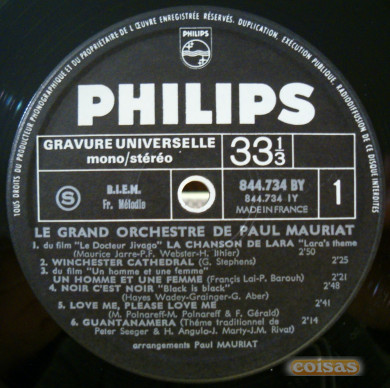 TOUS DROITS DU PRODUCTEUR PHONOGRAPHIQUE ET DU PROPRIETAIRE DE L'ŒUVRE ENREGISTRÉE RÉSERVÉS. DUPLICATION, EXÉCUTION PUBLIQUE, RADIODIFFUSION DE CE DISQUE INTERDITES
PHILIPS
PHILIPS
GRAVURE UNIVERSELLE
mono/stéréo
33 1/3
S
B.I.E.M.
Fr. Mélodie
844.734 BY
844.734 IY
MADE IN FRANCE
1
LE GRAND ORCHESTRE DE PAUL MAURIAT
1. du film "Le Docteur Jivago" LA CHANSON DE LARA "Lara's theme
(Maurice Jarre-P.F. Webster-H. Ithier) 2'50
2. WINCHESTER CATHEDRAL (G. Stephens) 2'25
3. du film "Un homme et une femme"
UN HOMME ET UNE FEMME (Francis Lai-P. Barouh) 2'21
4. NOIR C'EST NOIR "Black is black" 2'48
(Hayes Wadey-Grainger-G. Aber)
5. LOVE ME, PLEASE LOVE ME 2'41
(M. Polnareff-M. Polnareff & F. Gérald)
6. GUANTANAMERA (Thème traditionnel de 2'14
Peter Seeger & H. Angulo-J. Marty-J.M. Rivat)
arrangements Paul MAURIAT
coisas